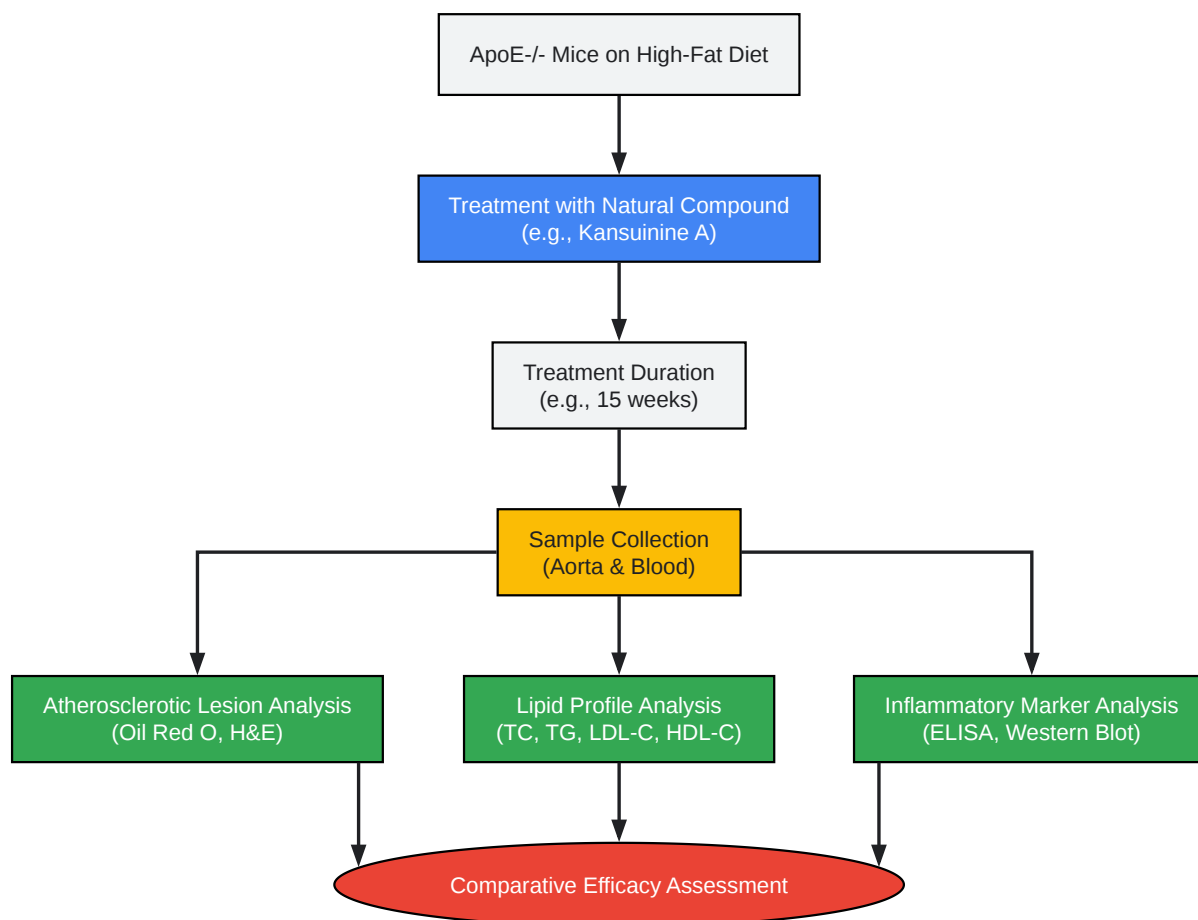 ApoE-/- Mice on High-Fat Diet
Treatment with Natural Compound
(e.g., Kansuinine A)
Treatment Duration
(e.g., 15 weeks)
Sample Collection
(Aorta & Blood)
Atherosclerotic Lesion Analysis
(Oil Red O, H&E)
Lipid Profile Analysis
(TC, TG, LDL-C, HDL-C)
Inflammatory Marker Analysis
(ELISA, Western Blot)
Comparative Efficacy Assessment